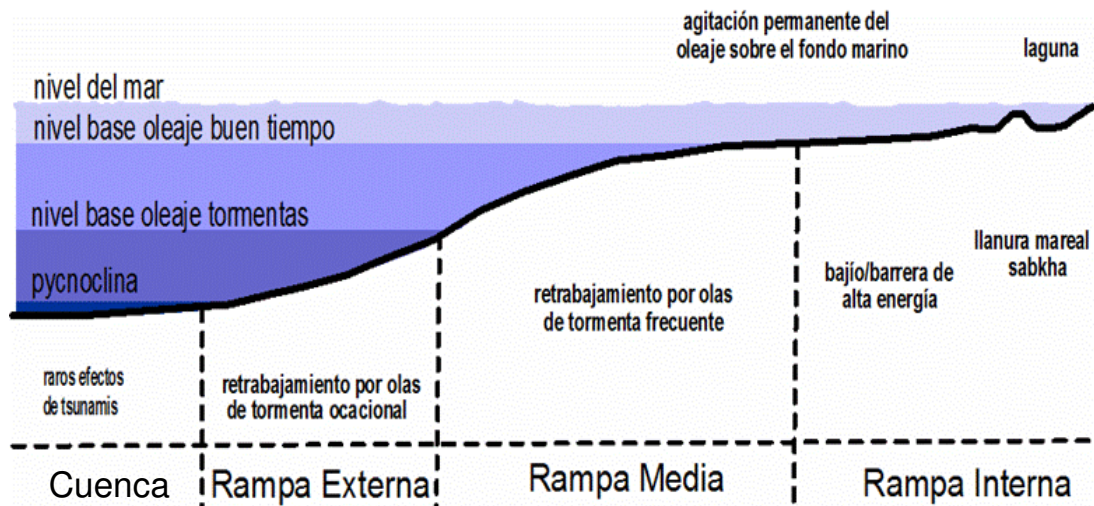 agitación permanente del
oleaje sobre el fondo marino
laguna
nivel del mar
nivel base oleaje buen tiempo
nivel base oleaje tormentas
pycnoclina
llanura mareal
sabkha
bajío/barrera de
alta energía
retrabajamiento por olas
de tormenta frecuente
raros efectos
de tsunamis
retrabajamiento por olas
de tormenta ocacional
Cuenca
Rampa Externa
Rampa Media
Rampa Interna